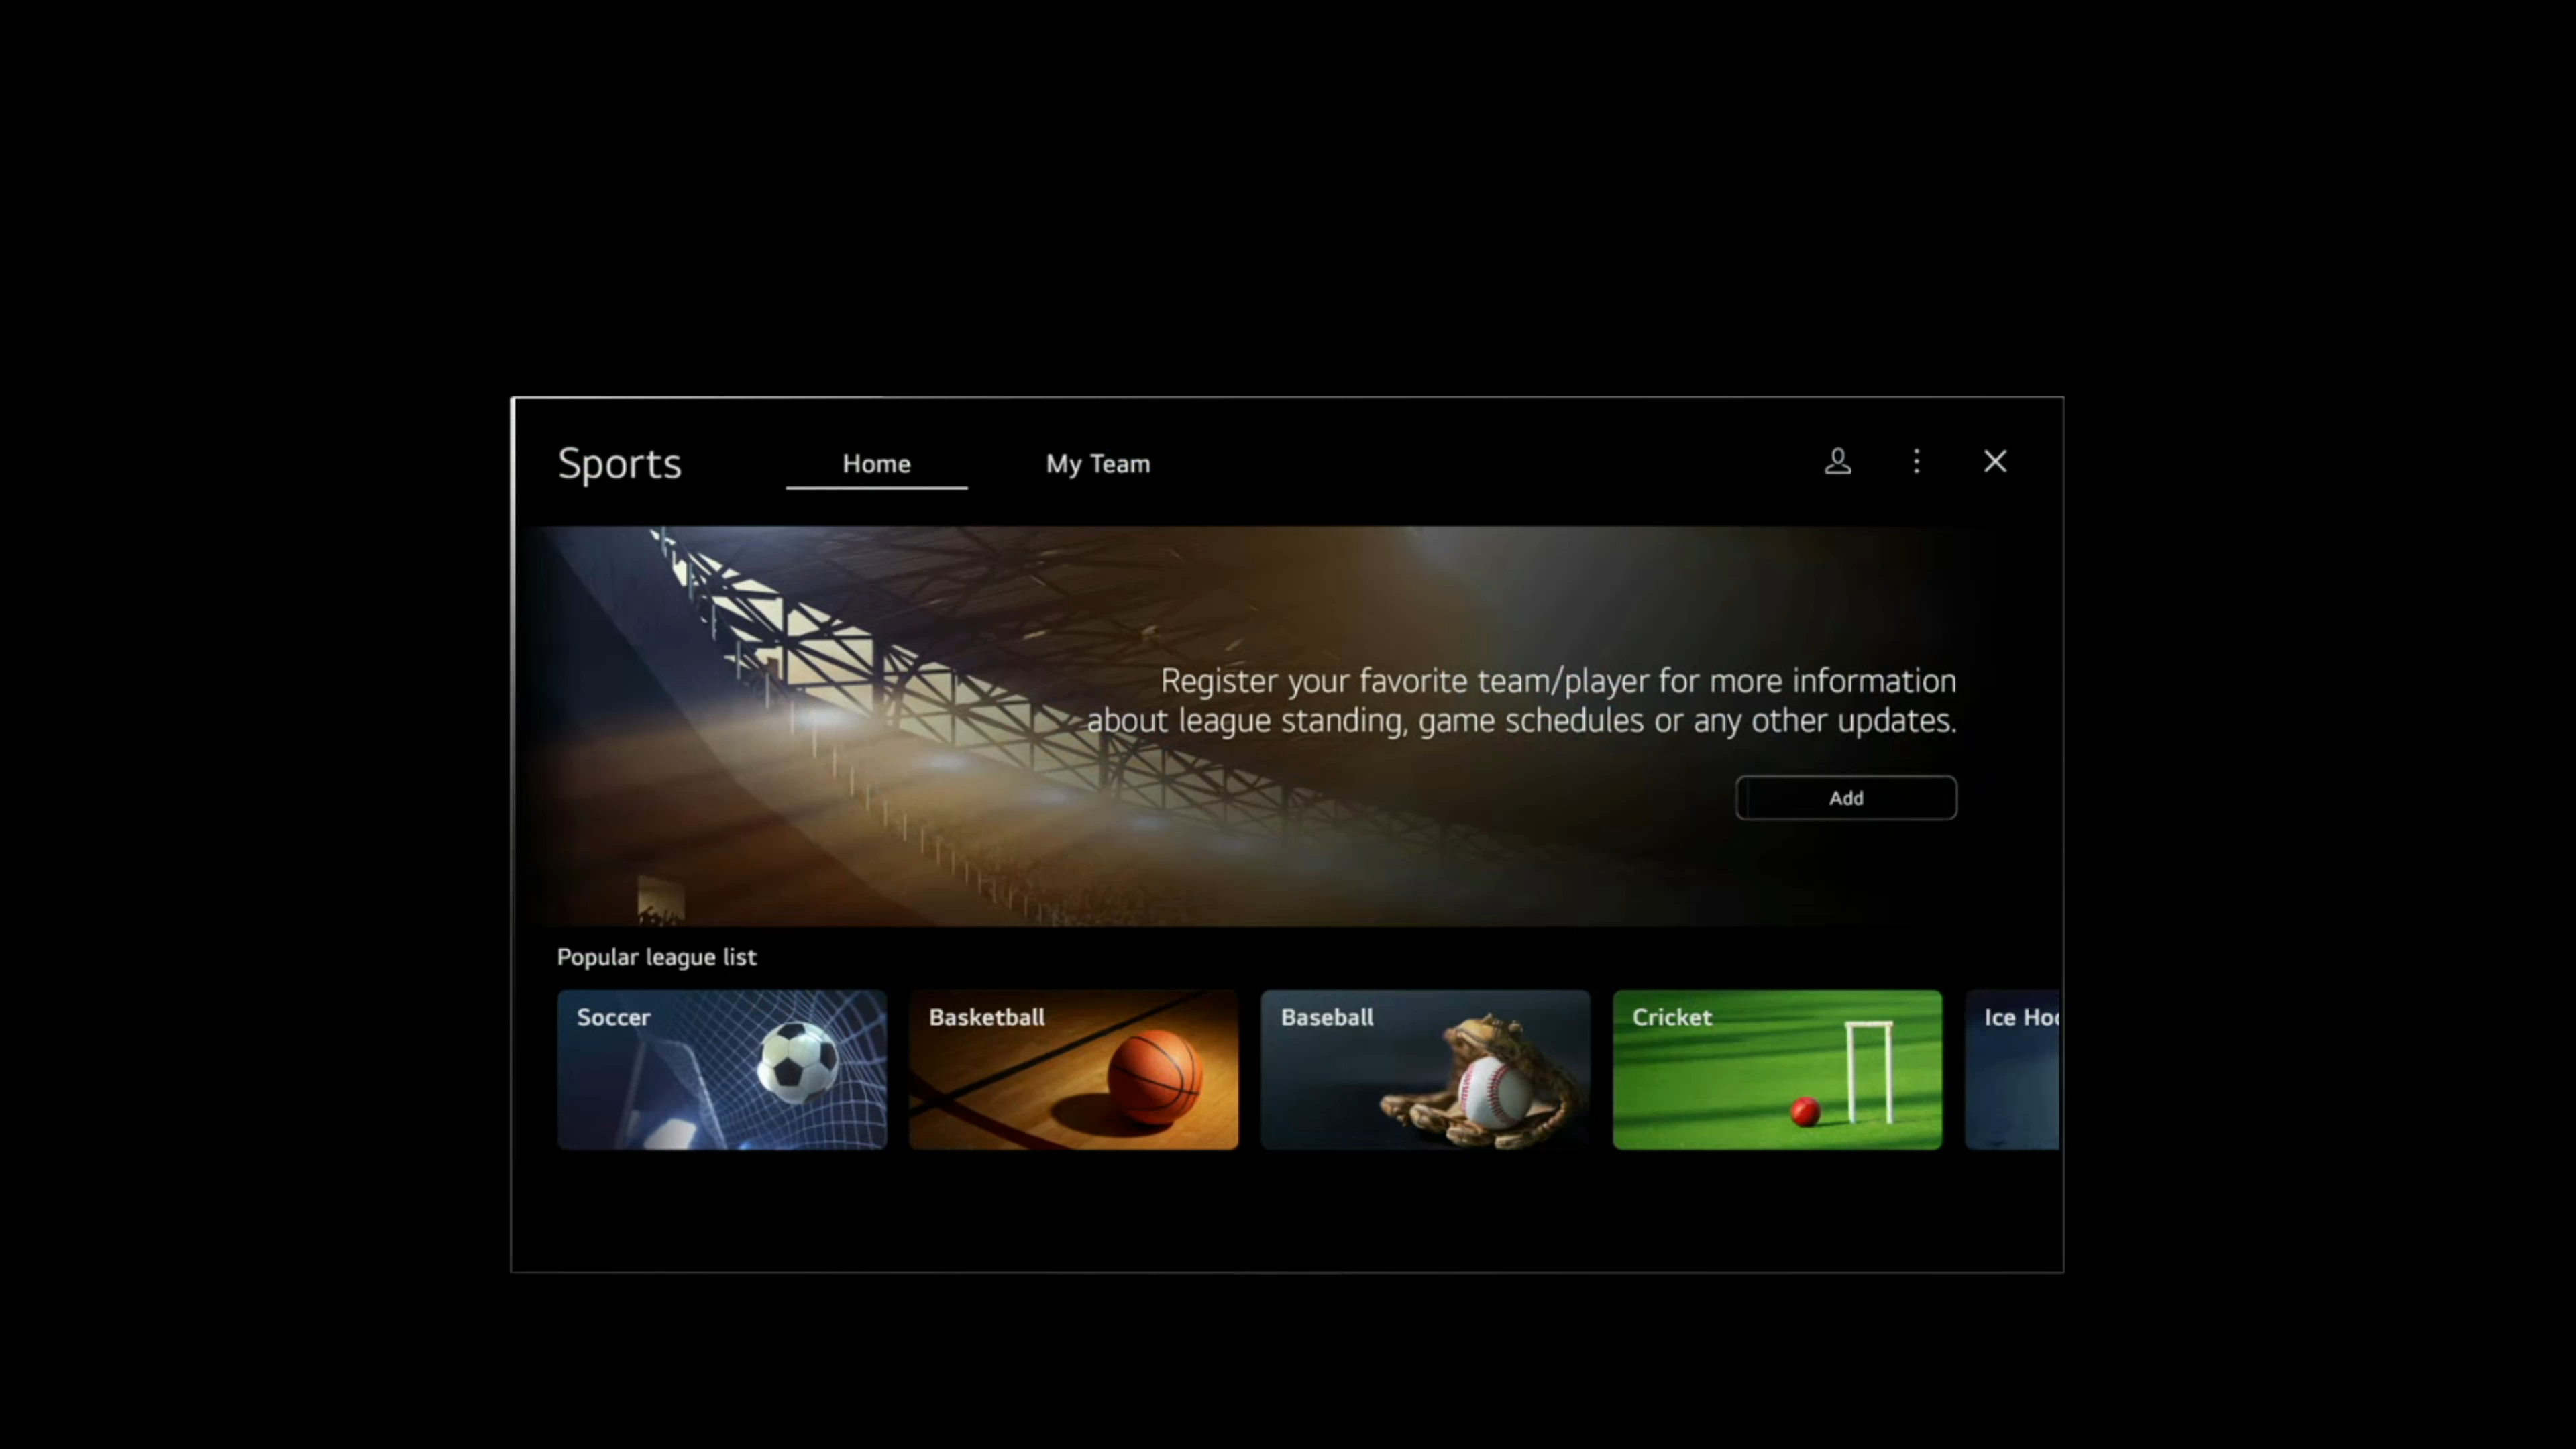 Sports
Home
My Team
Register your favorite team/player for more information
about league standing, game schedules or any other updates.
Add
Popular league list
Soccer
Basketball
Baseball
Cricket
Ice